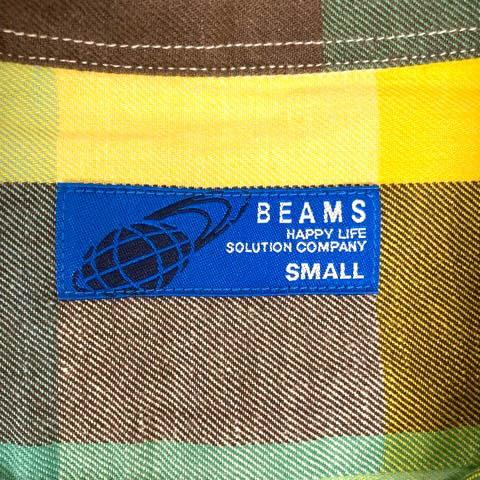 BEAMS
HAPPY LIFE
SOLUTION COMPANY
SMALL